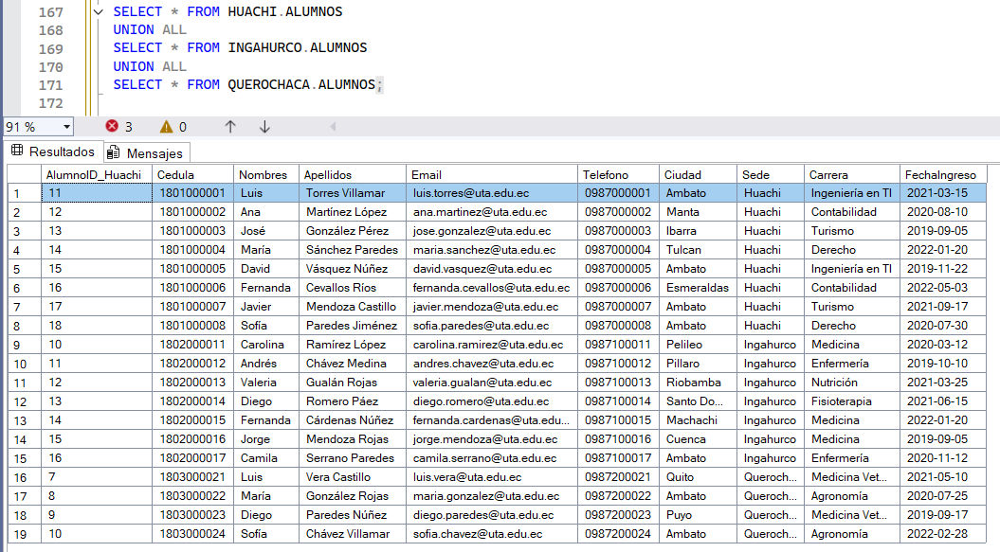 167 SELECT * FROM HUACHI.ALUMNOS
168 UNION ALL
169 SELECT * FROM INGAHURCO.ALUMNOS
170 UNION ALL
171 SELECT * FROM QUEROCHACA.ALUMNOS;
172
91 % 3 0
Resultados Mensajes
AlumnoID_Huachi Cedula Nombres Apellidos Email Telefono Ciudad Sede Carrera FechaIngreso
1 11 1801000001 Luis Torres Villamar luis.torres@uta.edu.ec 0987000001 Ambato Huachi Ingeniería en TI 2021-03-15
2 12 1801000002 Ana Martínez López ana.martinez@uta.edu.ec 0987000002 Manta Huachi Contabilidad 2020-08-10
3 13 1801000003 José González Pérez jose.gonzalez@uta.edu.ec 0987000003 Ibarra Huachi Turismo 2019-09-05
4 14 1801000004 María Sánchez Paredes maria.sanchez@uta.edu.ec 0987000004 Tulcan Huachi Derecho 2022-01-20
5 15 1801000005 David Vásquez Núñez david.vasquez@uta.edu.ec 0987000005 Ambato Huachi Ingeniería en TI 2019-11-22
6 16 1801000006 Fernanda Cevallos Ríos fernanda.cevallos@uta.edu.ec 0987000006 Esmeraldas Huachi Contabilidad 2022-05-03
7 17 1801000007 Javier Mendoza Castillo javier.mendoza@uta.edu.ec 0987000007 Ambato Huachi Turismo 2021-09-17
8 18 1801000008 Sofía Paredes Jiménez sofia.paredes@uta.edu.ec 0987000008 Ambato Huachi Derecho 2020-07-30
9 10 1802000011 Carolina Ramírez López carolina.ramirez@uta.edu.ec 0987100011 Pelileo Ingahurco Medicina 2020-03-12
10 11 1802000012 Andrés Chávez Medina andres.chavez@uta.edu.ec 0987100012 Pillaro Ingahurco Enfermería 2019-10-10
11 12 1802000013 Valeria Gualán Rojas valeria.gualan@uta.edu.ec 0987100013 Riobamba Ingahurco Nutrición 2021-03-25
12 13 1802000014 Diego Romero Páez diego.romero@uta.edu.ec 0987100014 Santo Do... Ingahurco Fisioterapia 2021-06-15
13 14 1802000015 Fernanda Cárdenas Núñez fernanda.cardenas@uta.edu... 0987100015 Machachi Ingahurco Medicina 2022-01-20
14 15 1802000016 Jorge Mendoza Rojas jorge.mendoza@uta.edu.ec 0987100016 Cuenca Ingahurco Medicina 2019-09-05
15 16 1802000017 Camila Serrano Paredes camila.serrano@uta.edu.ec 0987100017 Ambato Ingahurco Enfermería 2020-11-12
16 7 1803000021 Luis Vera Castillo luis.vera@uta.edu.ec 0987200021 Quito Queroch... Medicina Vet... 2021-05-10
17 8 1803000022 María González Rojas maria.gonzalez@uta.edu.ec 0987200022 Ambato Queroch... Agronomía 2020-07-25
18 9 1803000023 Diego Paredes Núñez diego.paredes@uta.edu.ec 0987200023 Puyo Queroch... Medicina Vet... 2019-09-17
19 10 1803000024 Sofía Chávez Villamar sofia.chavez@uta.edu.ec 0987200024 Ambato Queroch... Agronomía 2022-02-28